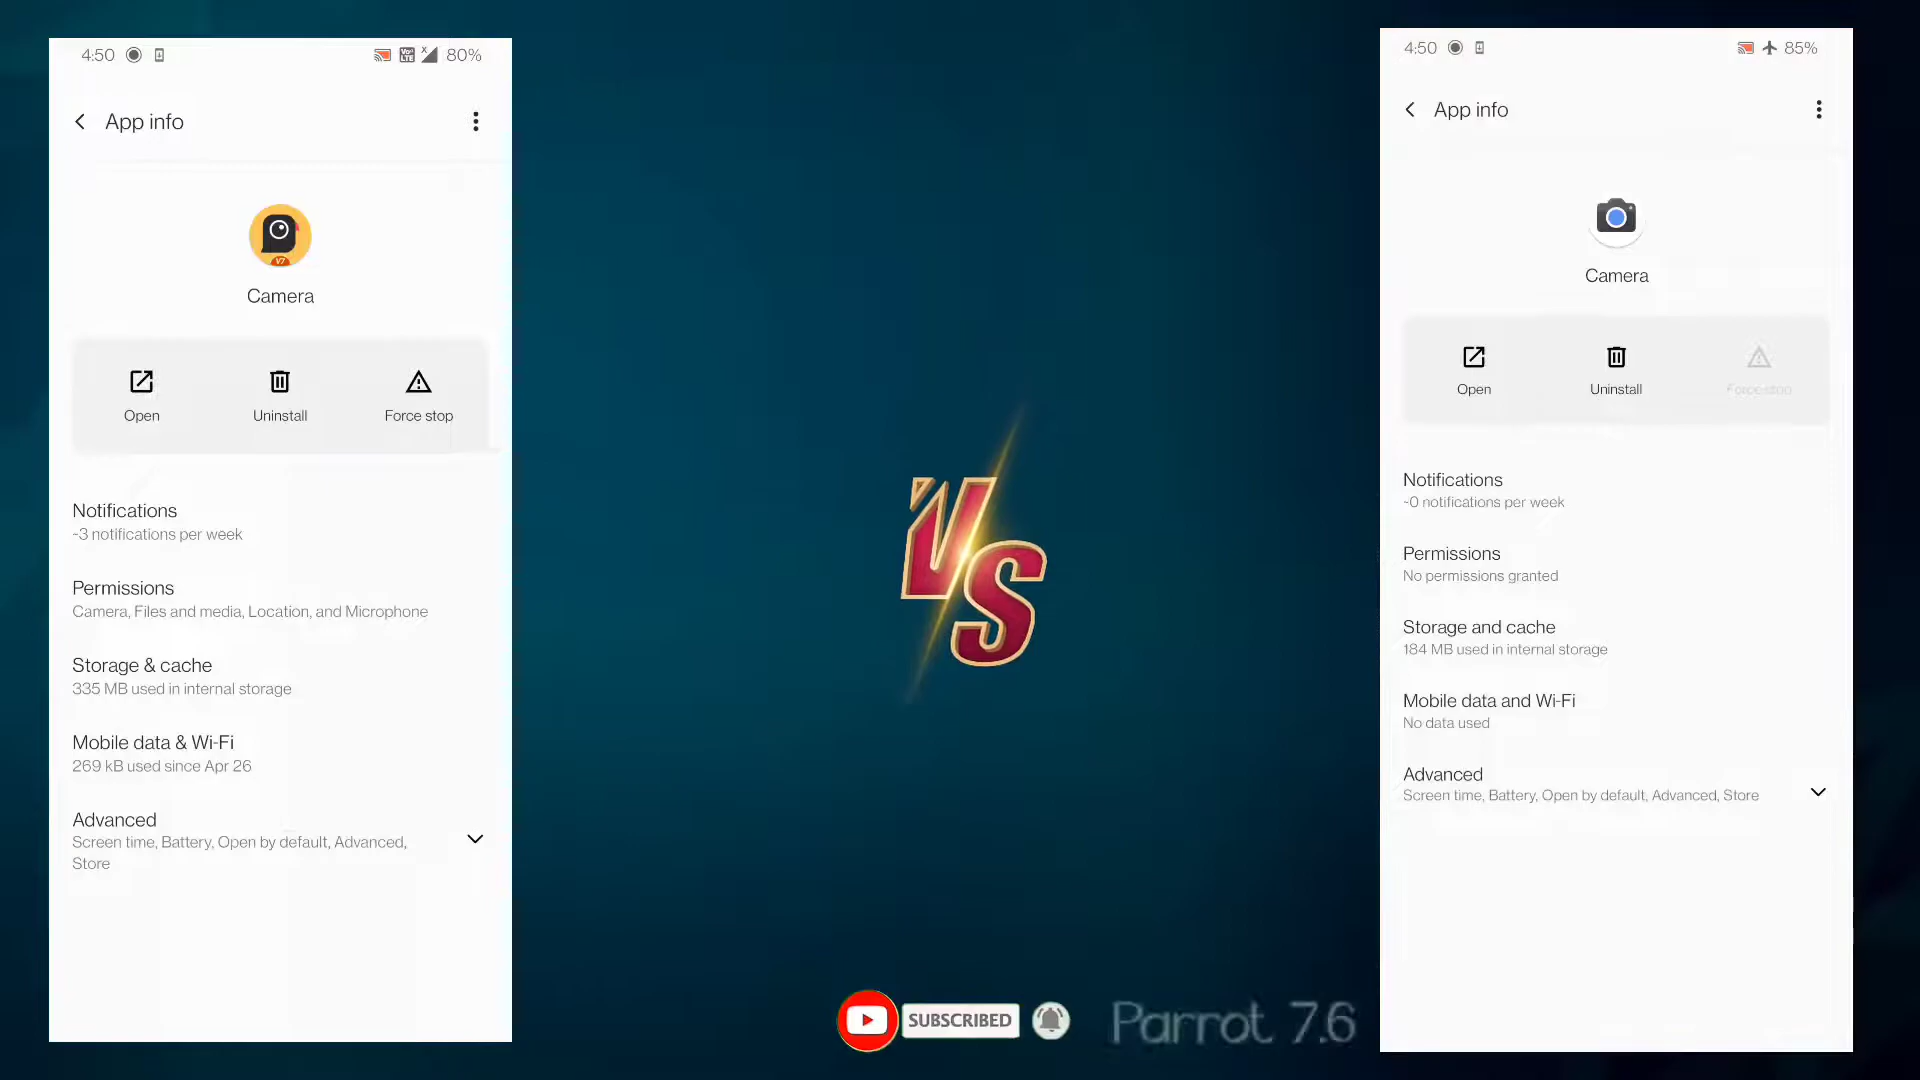 4:50 80%
App info
V7
Camera
Open Uninstall Force stop
Notifications
~3 notifications per week
Permissions
Camera, Files and media, Location, and Microphone
Storage & cache
335 MB used in internal storage
Mobile data & Wi-Fi
269 kB used since Apr 26
Advanced
Screen time, Battery, Open by default, Advanced,
Store
VS
SUBSCRIBED
Parrot 7.6
4:50 85%
App info
Camera
Open Uninstall Force stop
Notifications
~0 notifications per week
Permissions
No permissions granted
Storage and cache
184 MB used in internal storage
Mobile data and Wi-Fi
No data used
Advanced
Screen time, Battery, Open by default, Advanced, Store